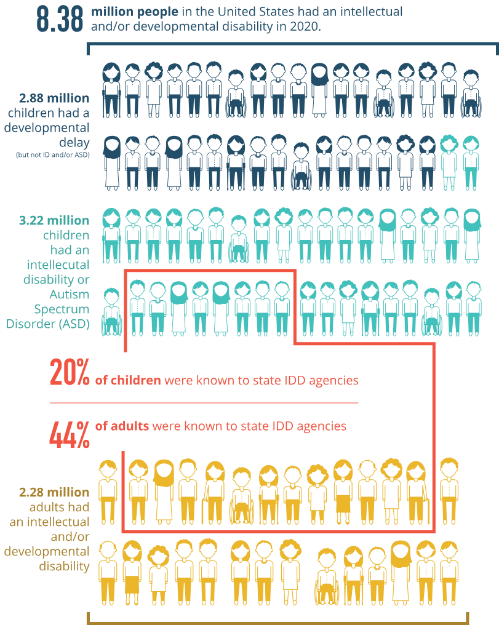 8.38 million people in the United States had an intellectual
and/or developmental disability in 2020.
2.88 million
children had a
developmental
delay
(but not ID and/or ASD)
3.22 million
children
had an
intellecutal
disability or
Autism
Spectrum
Disorder (ASD)
20% of children were known to state IDD agencies
44% of adults were known to state IDD agencies
2.28 million
adults had
an intellectual
and/or
developmental
disability